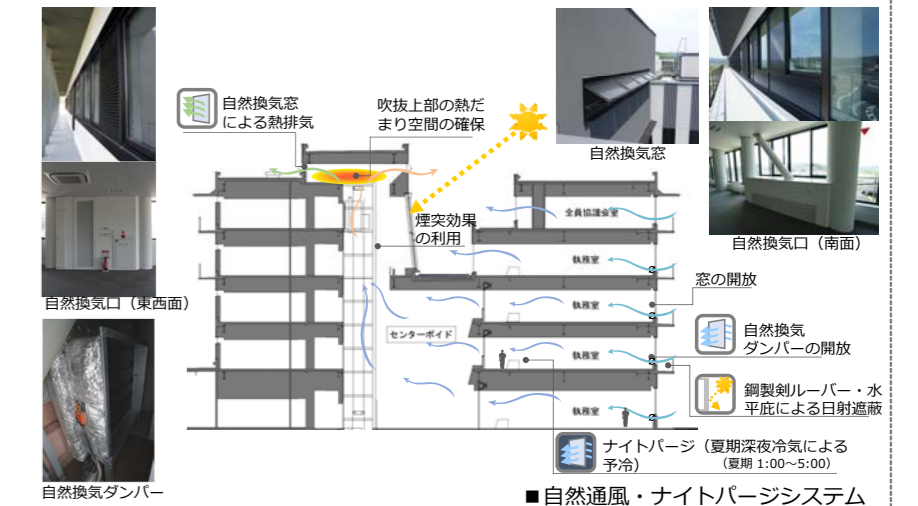 自然換気窓
による熱排気
吹抜上部の熱だ
まり空間の確保
自然換気窓
煙突効果
の利用
全員協議会室
自然換気口（南面）
執務室
窓の開放
自然換気口（東西面）
執務室
センターボイド
自然換気
ダンパーの開放
執務室
鋼製剣ルーバー・水
平庇による日射遮蔽
執務室
ナイトパージ（夏期深夜冷気による
予冷）
（夏期 1:00～5:00）
自然換気ダンパー
■自然通風・ナイトパージシステム